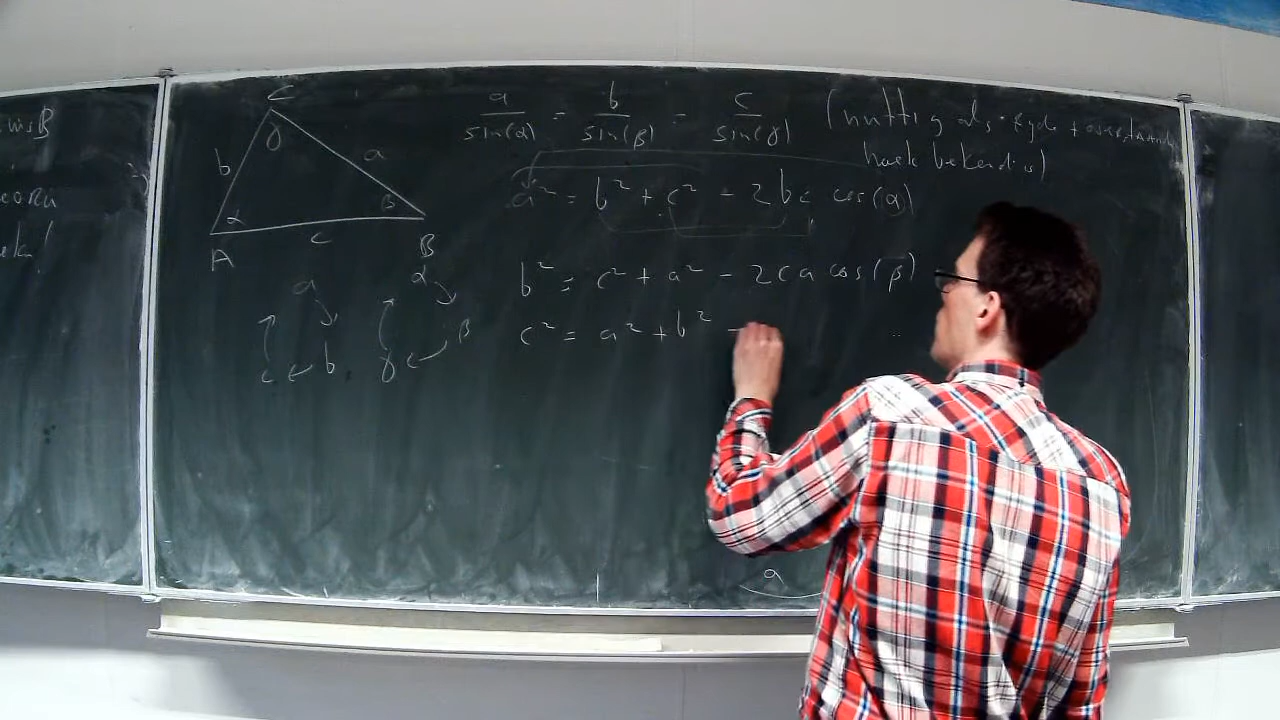 C
γ
b
a
α
β
A
c
B
a
b
c
α
β
γ
a/sin(α) = b/sin(β) = c/sin(γ) (nuttig als
bekend is)
a² = b² + c² - 2bc cos(α)
b² = c² + a² - 2ca cos(β)
c² = a² + b² -
a